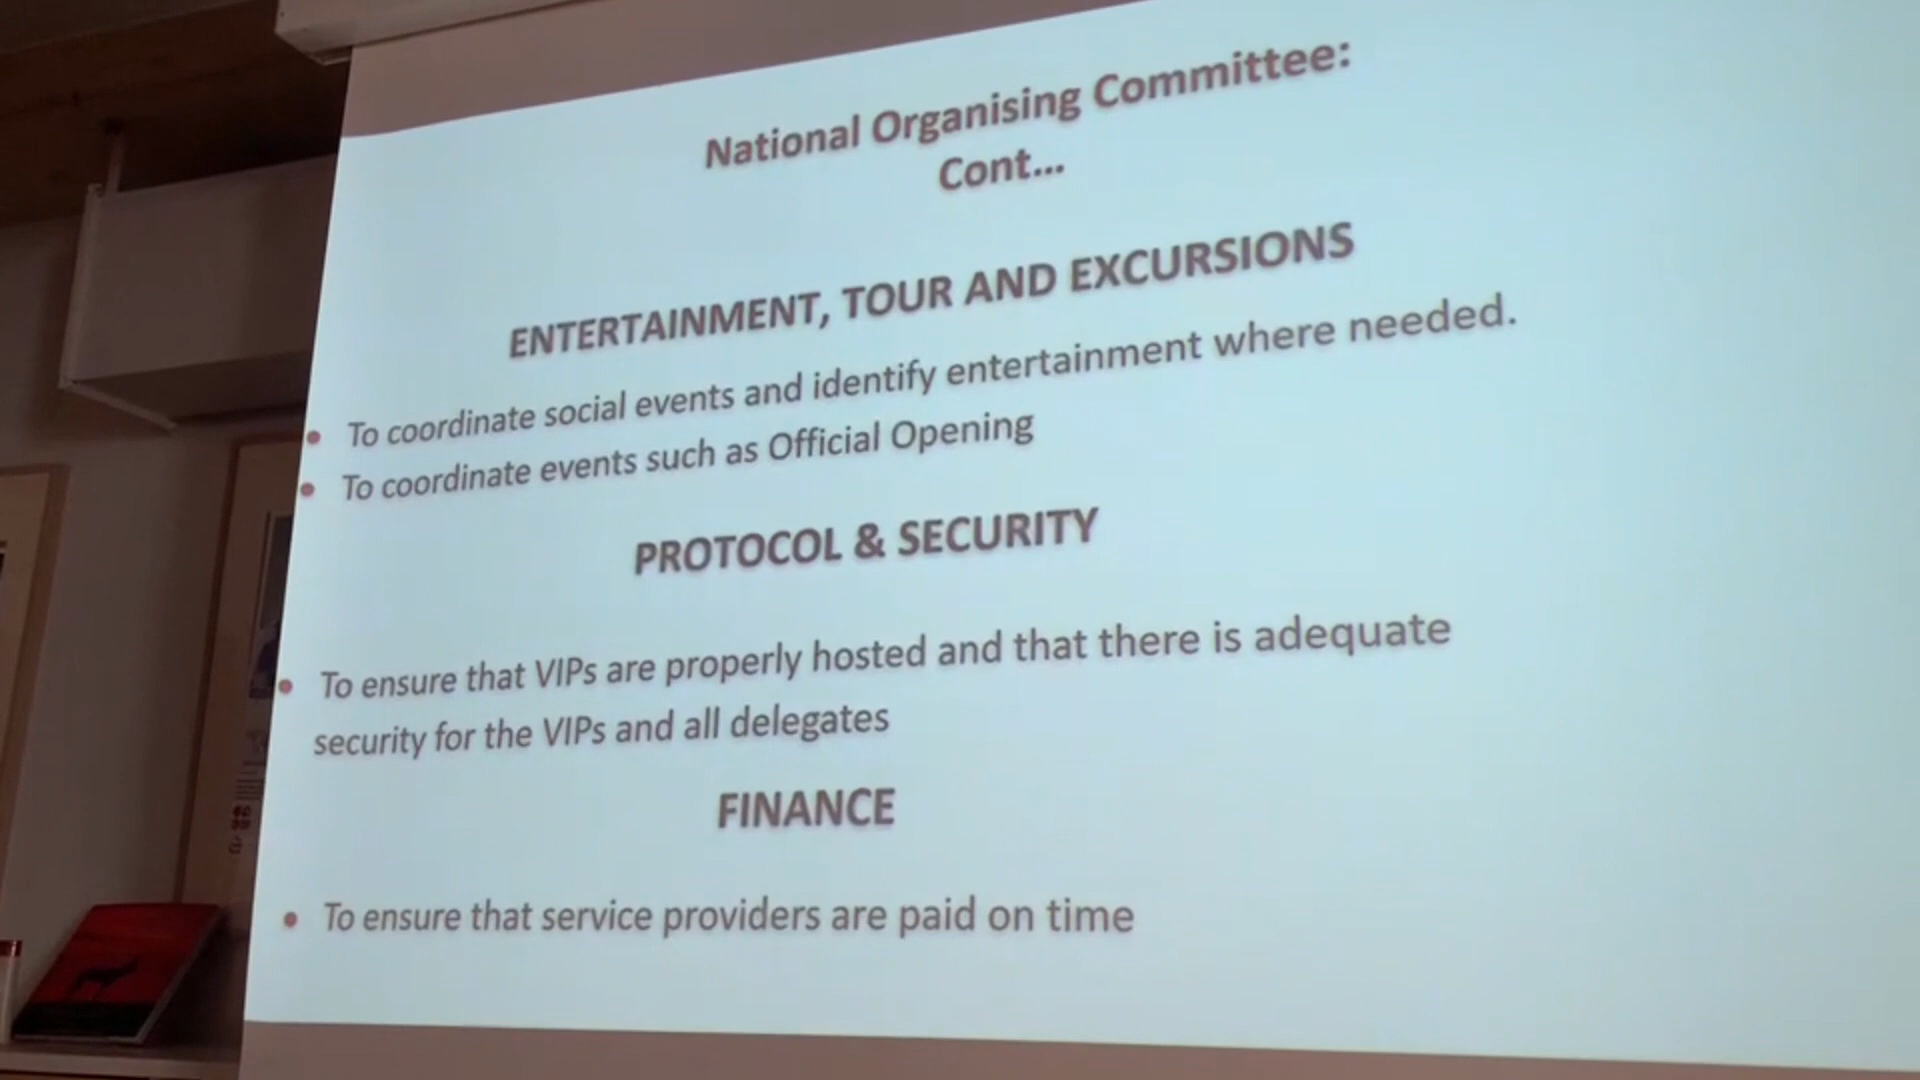 National Organising Committee:
Cont...
ENTERTAINMENT, TOUR AND EXCURSIONS
• To coordinate social events and identify entertainment where needed.
• To coordinate events such as Official Opening
PROTOCOL & SECURITY
• To ensure that VIPs are properly hosted and that there is adequate
security for the VIPs and all delegates
FINANCE
• To ensure that service providers are paid on time